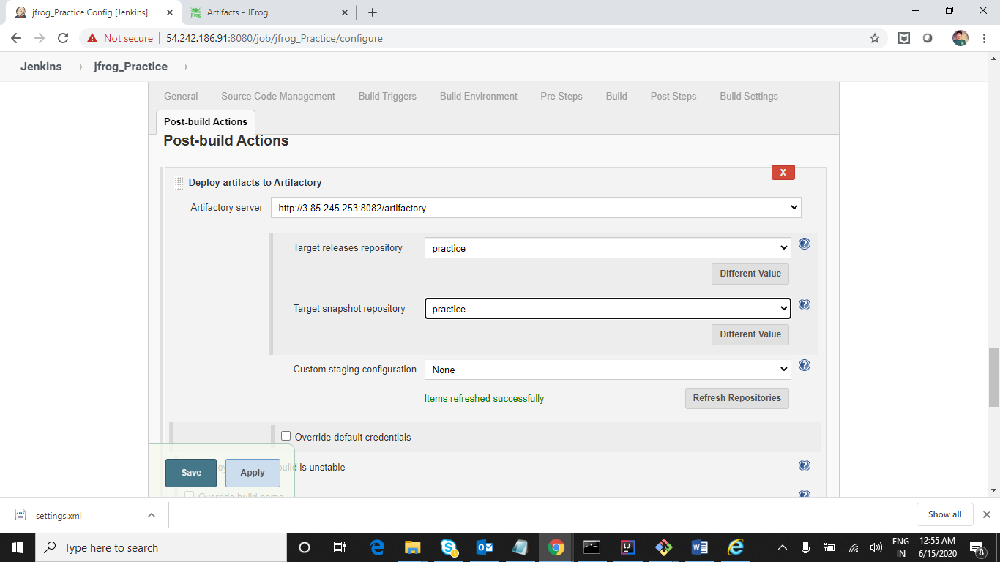 jfrog_Practice Config [Jenkins]
Artifacts - JFrog
Not secure
54.242.186.91:8080/job/jfrog_Practice/configure
Jenkins
jfrog_Practice
General Source Code Management Build Triggers Build Environment Pre Steps Build Post Steps Build Settings
Post-build Actions
Post-build Actions
Deploy artifacts to Artifactory
X
Artifactory server
http://3.85.245.253:8082/artifactory
Target releases repository
practice
Different Value
Target snapshot repository
practice
Different Value
Custom staging configuration
None
Items refreshed successfully
Refresh Repositories
Override default credentials
build is unstable
Save
Apply
Override build name
settings.xml
Show all
Type here to search
ENG
IN
12:55 AM
6/15/2020
8